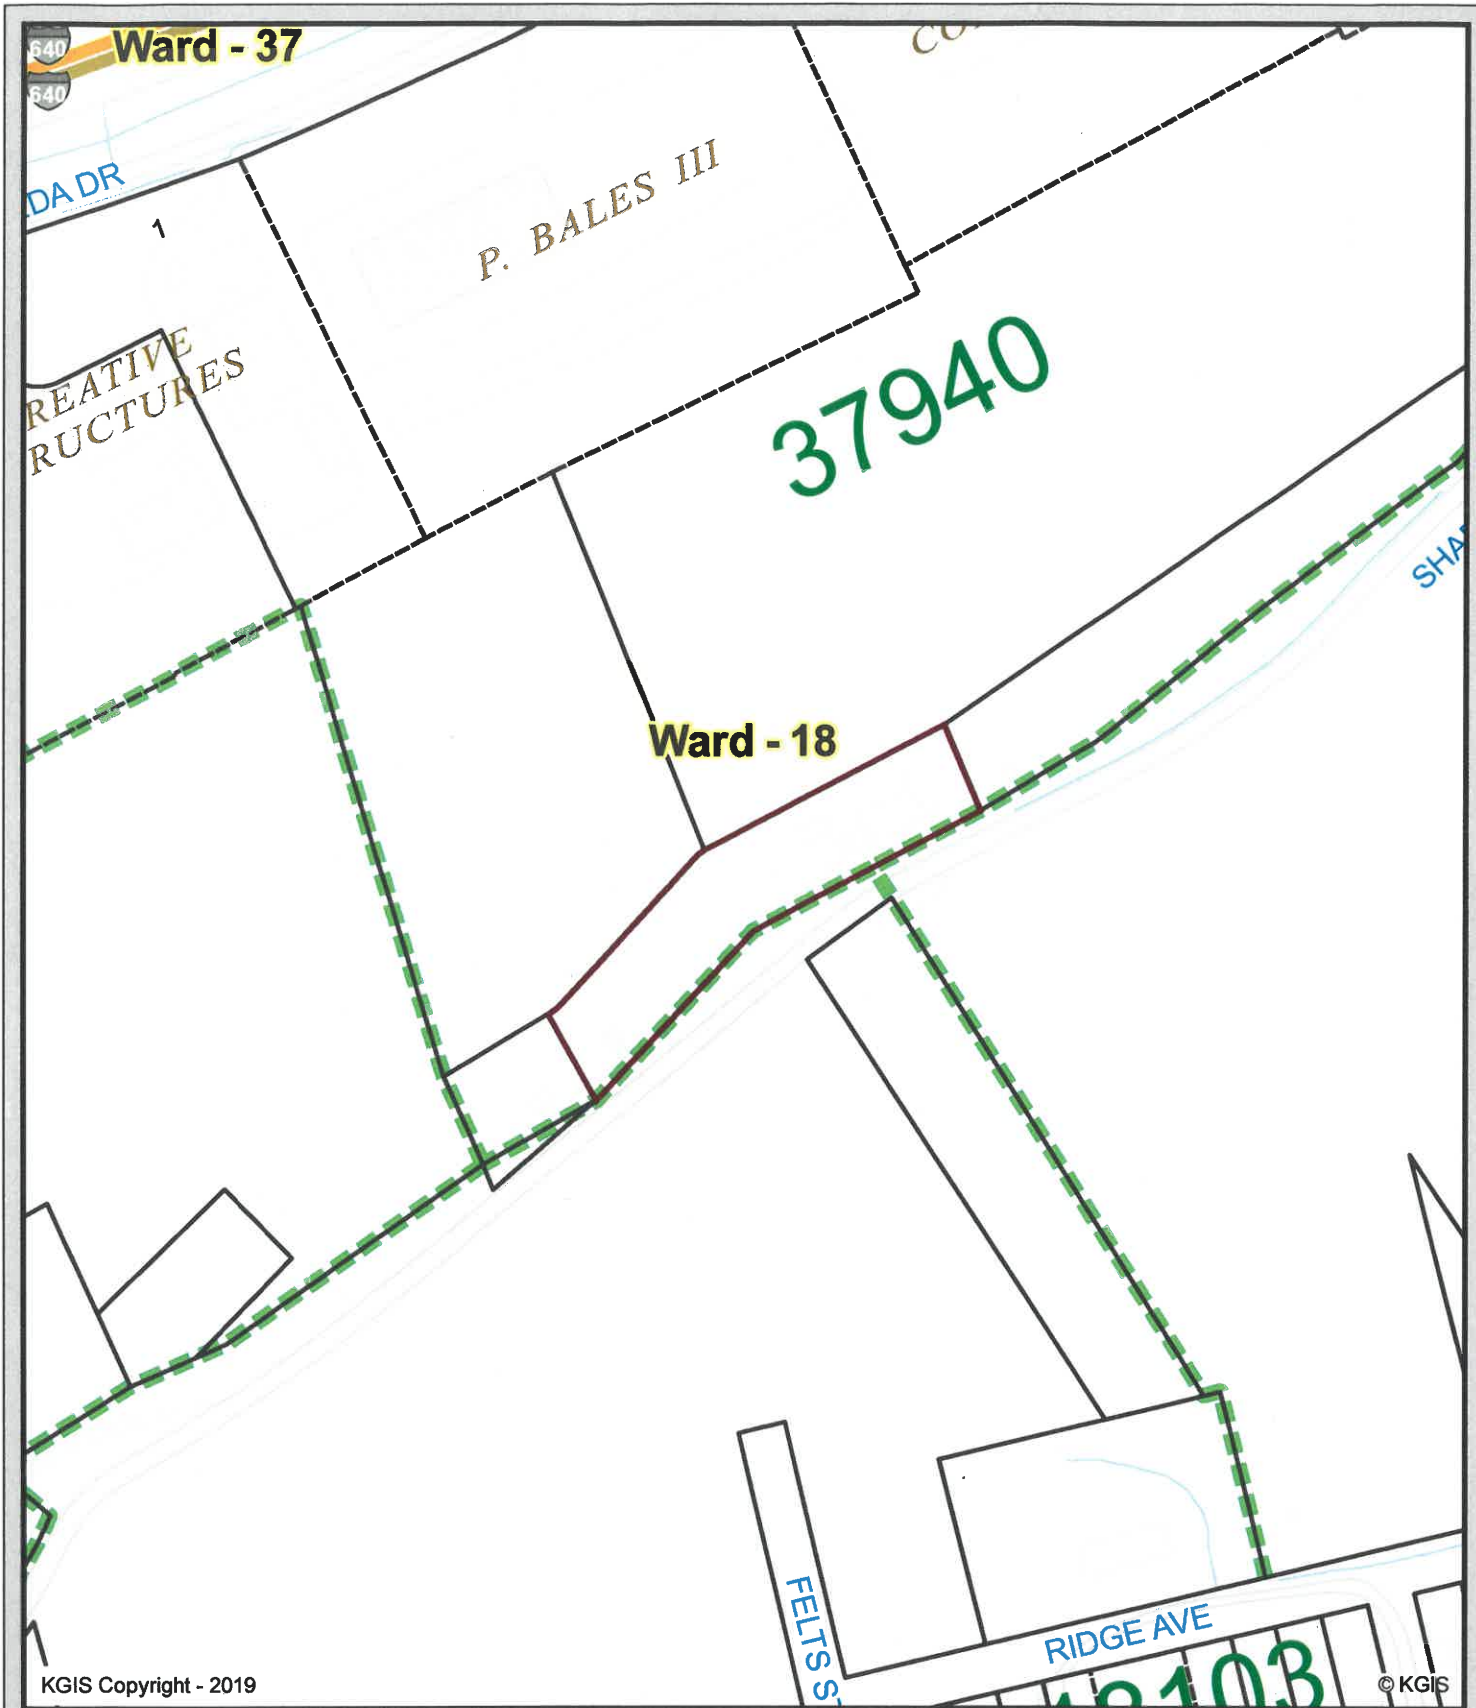 640
Ward - 37
640
DA DR
1
P. BALES III
REATIVE
RUCTURES
37940
SHA
Ward - 18
FELTS S
RIDGE AVE
KGIS Copyright - 2019
© KGIS